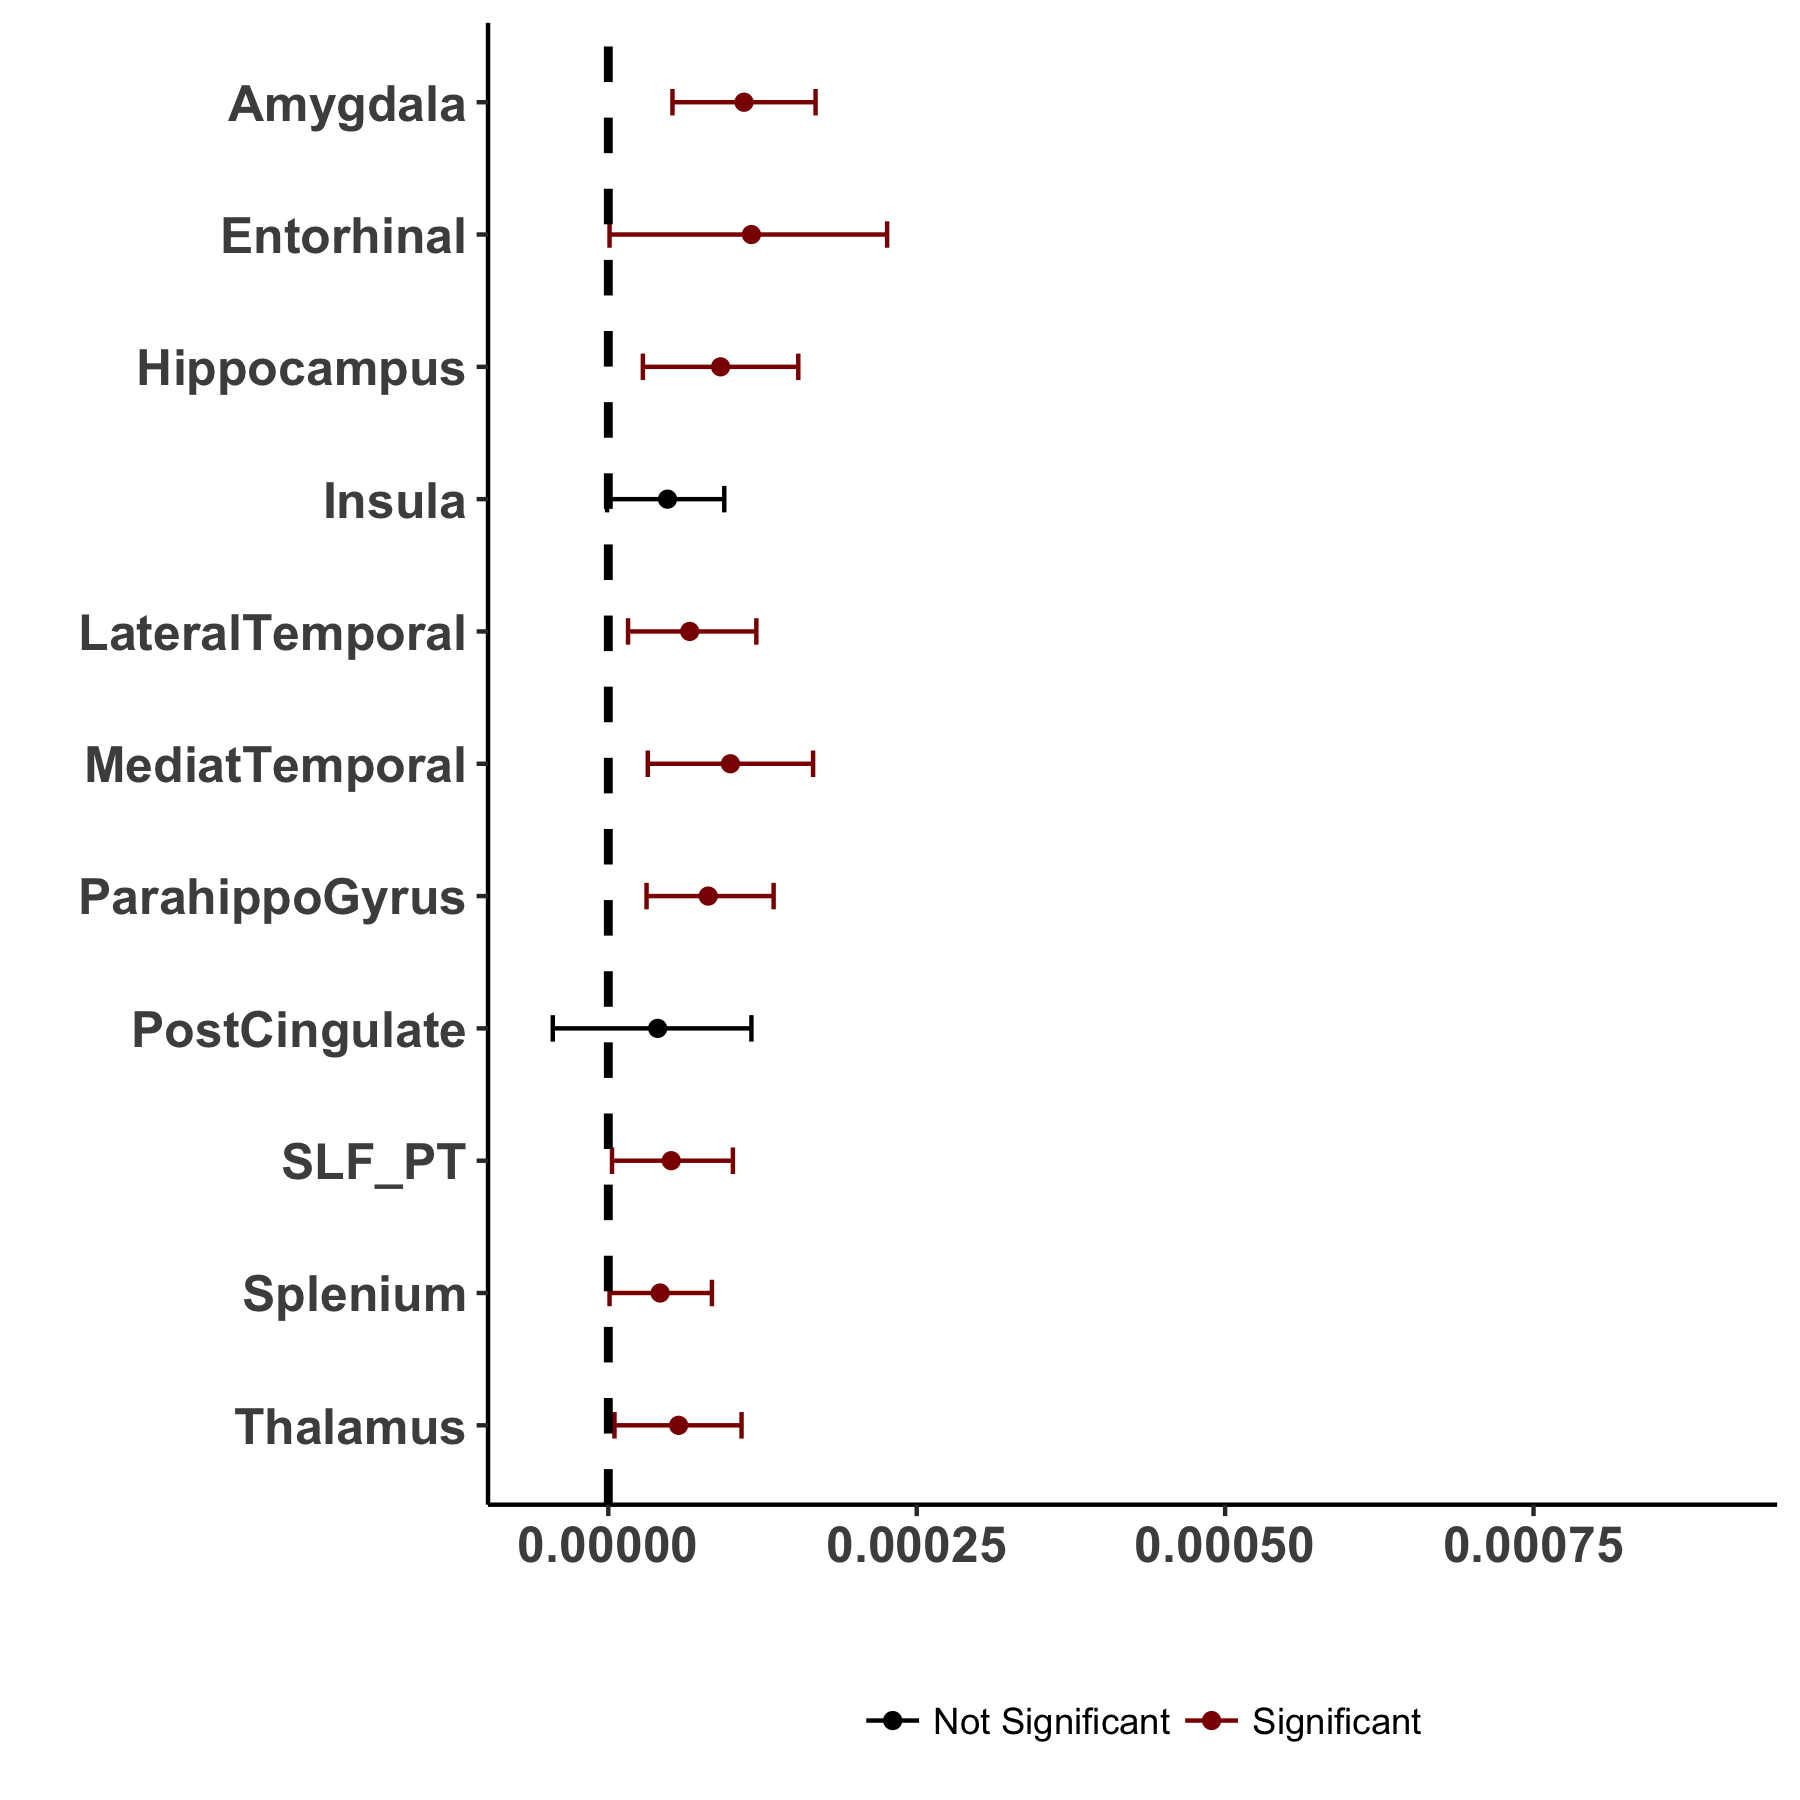 Amygdala
Entorhinal
Hippocampus
Insula
LateralTemporal
MediatTemporal
ParahippoGyrus
PostCingulate
SLF_PT
Splenium
Thalamus
0.00000 0.00025 0.00050 0.00075
Not Significant Significant